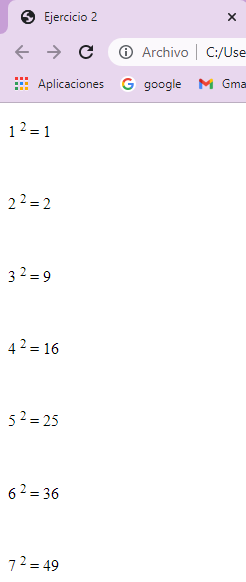 Ejercicio 2
Archivo | C:/Use
Aplicaciones google Gma
1 ² = 1
2 ² = 2
3 ² = 9
4 ² = 16
5 ² = 25
6 ² = 36
7 ² = 49